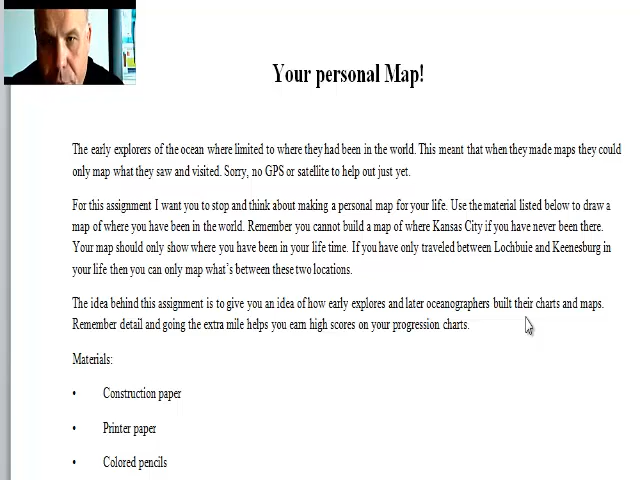 Your personal Map!
The early explorers of the ocean where limited to where they had been in the world. This meant that when they made maps they could
only map what they saw and visited. Sorry, no GPS or satellite to help out just yet.
For this assignment I want you to stop and think about making a personal map for your life. Use the material listed below to draw a
map of where you have been in the world. Remember you cannot build a map of where Kansas City if you have never been there.
Your map should only show where you have been in your life time. If you have only traveled between Lochbuie and Keenesburg in
your life then you can only map what's between these two locations.
The idea behind this assignment is to give you an idea of how early explores and later oceanographers built their charts and maps.
Remember detail and going the extra mile helps you earn high scores on your progression charts.
Materials:
• Construction paper
• Printer paper
• Colored pencils